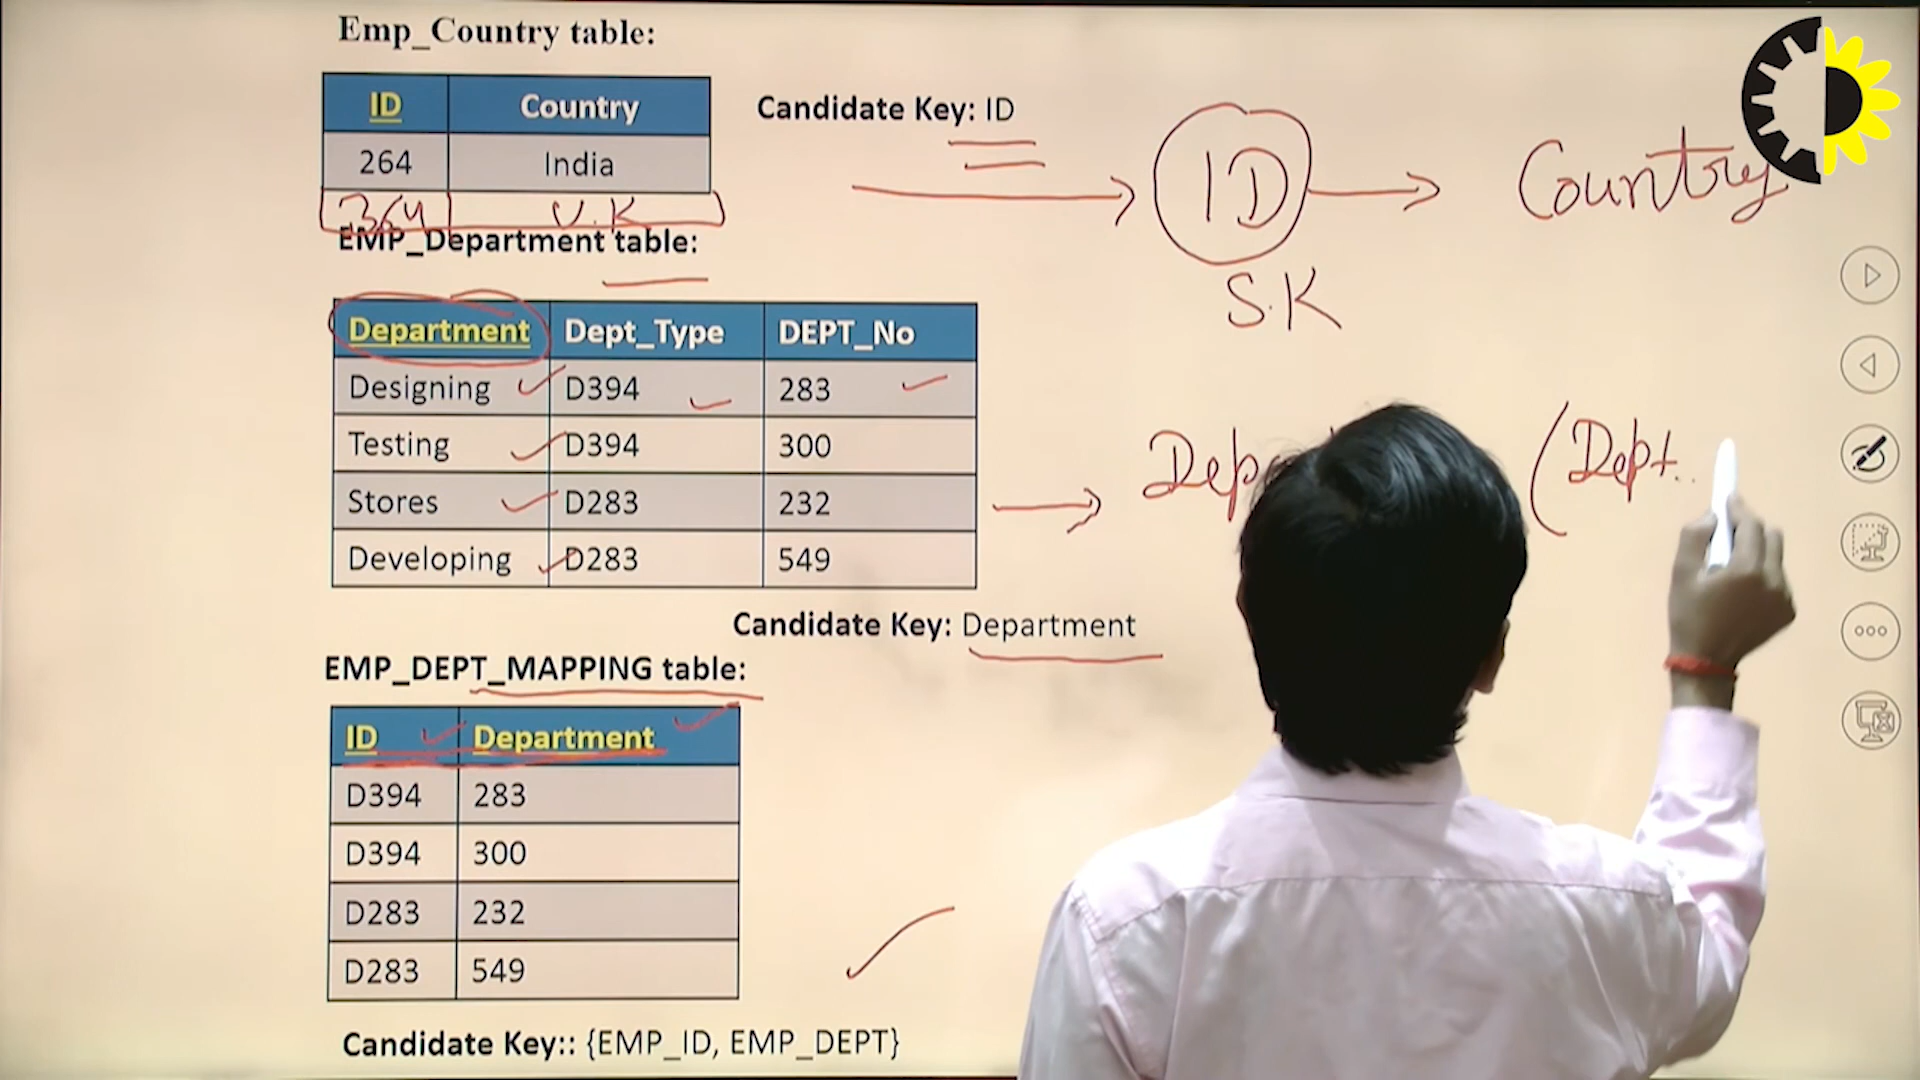 Emp_Country table:
ID Country
264 India
364 U.K
Candidate Key: ID
ID → Country
S.K
EMP_Department table:
Department Dept_Type DEPT_No
Designing D394 283
Testing D394 300
Stores D283 232
Developing D283 549
(Dept..
Candidate Key: Department
EMP_DEPT_MAPPING table:
ID Department
D394 283
D394 300
D283 232
D283 549
Candidate Key:: {EMP_ID, EMP_DEPT}